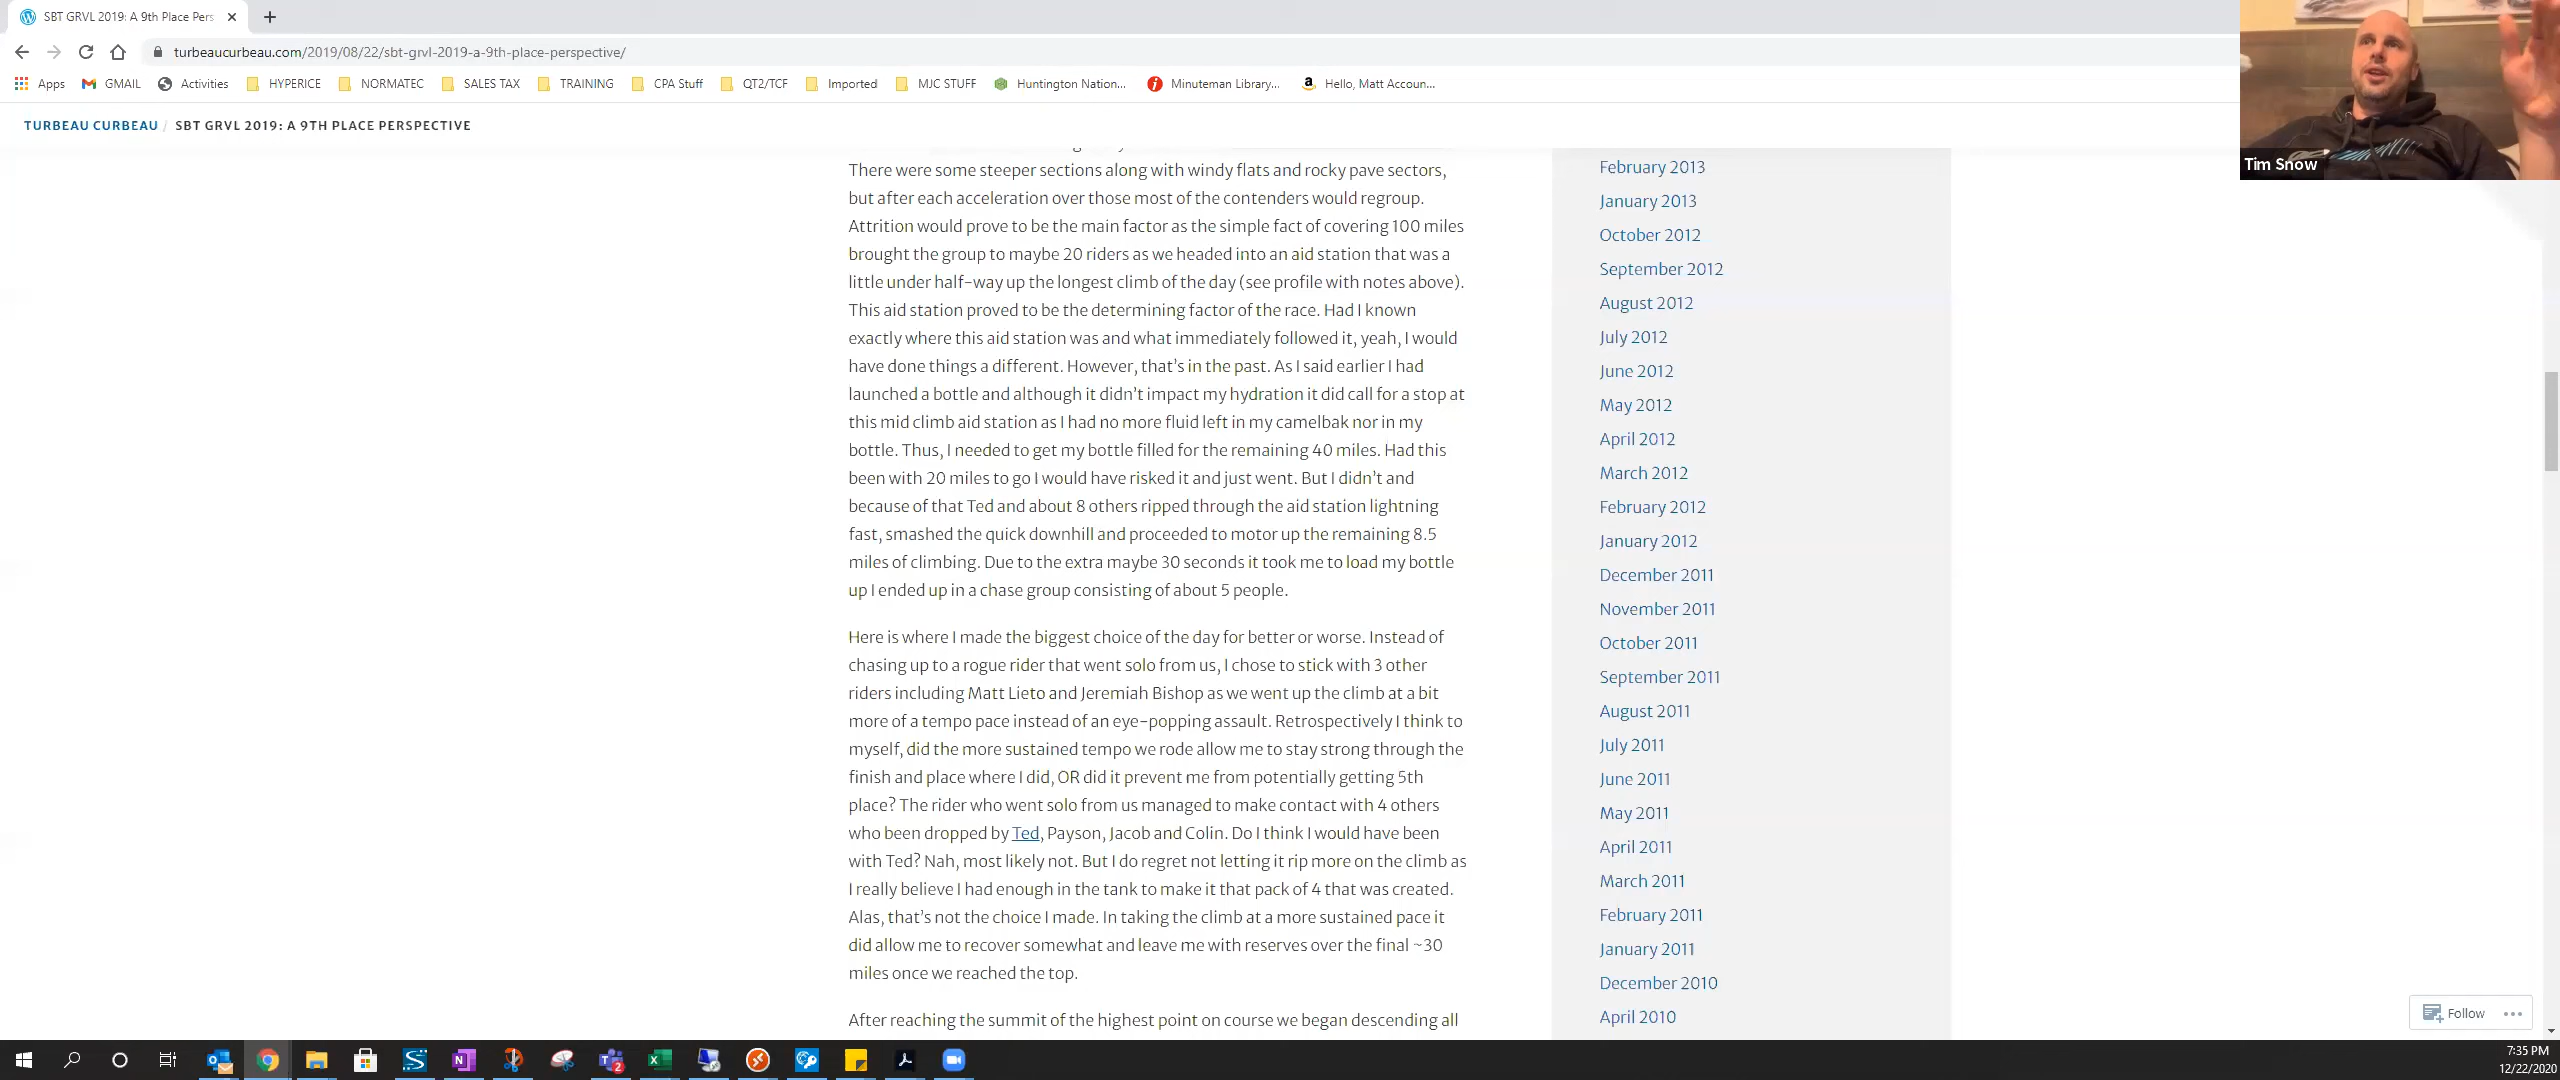 SBT GRVL 2019: A 9th Place Pers
turbeaucurbeau.com/2019/08/22/sbt-grvl-2019-a-9th-place-perspective/
Apps GMAIL Activities HYPERICE NORMATEC SALES TAX TRAINING CPA Stuff QT2/TCF Imported MJC STUFF Huntington Nation... Minuteman Library... Hello, Matt Accoun...
Tim Snow
TURBEAU CURBEAU / SBT GRVL 2019: A 9TH PLACE PERSPECTIVE
There were some steeper sections along with windy flats and rocky pave sectors,
but after each acceleration over those most of the contenders would regroup.
Attrition would prove to be the main factor as the simple fact of covering 100 miles
brought the group to maybe 20 riders as we headed into an aid station that was a
little under half-way up the longest climb of the day (see profile with notes above).
This aid station proved to be the determining factor of the race. Had I known
exactly where this aid station was and what immediately followed it, yeah, I would
have done things a different. However, that's in the past. As I said earlier I had
launched a bottle and although it didn't impact my hydration it did call for a stop at
this mid climb aid station as I had no more fluid left in my camelbak nor in my
bottle. Thus, I needed to get my bottle filled for the remaining 40 miles. Had this
been with 20 miles to go I would have risked it and just went. But I didn't and
because of that Ted and about 8 others ripped through the aid station lightning
fast, smashed the quick downhill and proceeded to motor up the remaining 8.5
miles of climbing. Due to the extra maybe 30 seconds it took me to load my bottle
up I ended up in a chase group consisting of about 5 people.
Here is where I made the biggest choice of the day for better or worse. Instead of
chasing up to a rogue rider that went solo from us, I chose to stick with 3 other
riders including Matt Lieto and Jeremiah Bishop as we went up the climb at a bit
more of a tempo pace instead of an eye-popping assault. Retrospectively I think to
myself, did the more sustained tempo we rode allow me to stay strong through the
finish and place where I did, OR did it prevent me from potentially getting 5th
place? The rider who went solo from us managed to make contact with 4 others
who been dropped by Ted, Payson, Jacob and Colin. Do I think I would have been
with Ted? Nah, most likely not. But I do regret not letting it rip more on the climb as
I really believe I had enough in the tank to make it that pack of 4 that was created.
Alas, that's not the choice I made. In taking the climb at a more sustained pace it
did allow me to recover somewhat and leave me with reserves over the final ~30
miles once we reached the top.
After reaching the summit of the highest point on course we began descending all
February 2013
January 2013
October 2012
September 2012
August 2012
July 2012
June 2012
May 2012
April 2012
March 2012
February 2012
January 2012
December 2011
November 2011
October 2011
September 2011
August 2011
July 2011
June 2011
May 2011
April 2011
March 2011
February 2011
January 2011
December 2010
April 2010
Follow
7:35 PM
12/22/2020